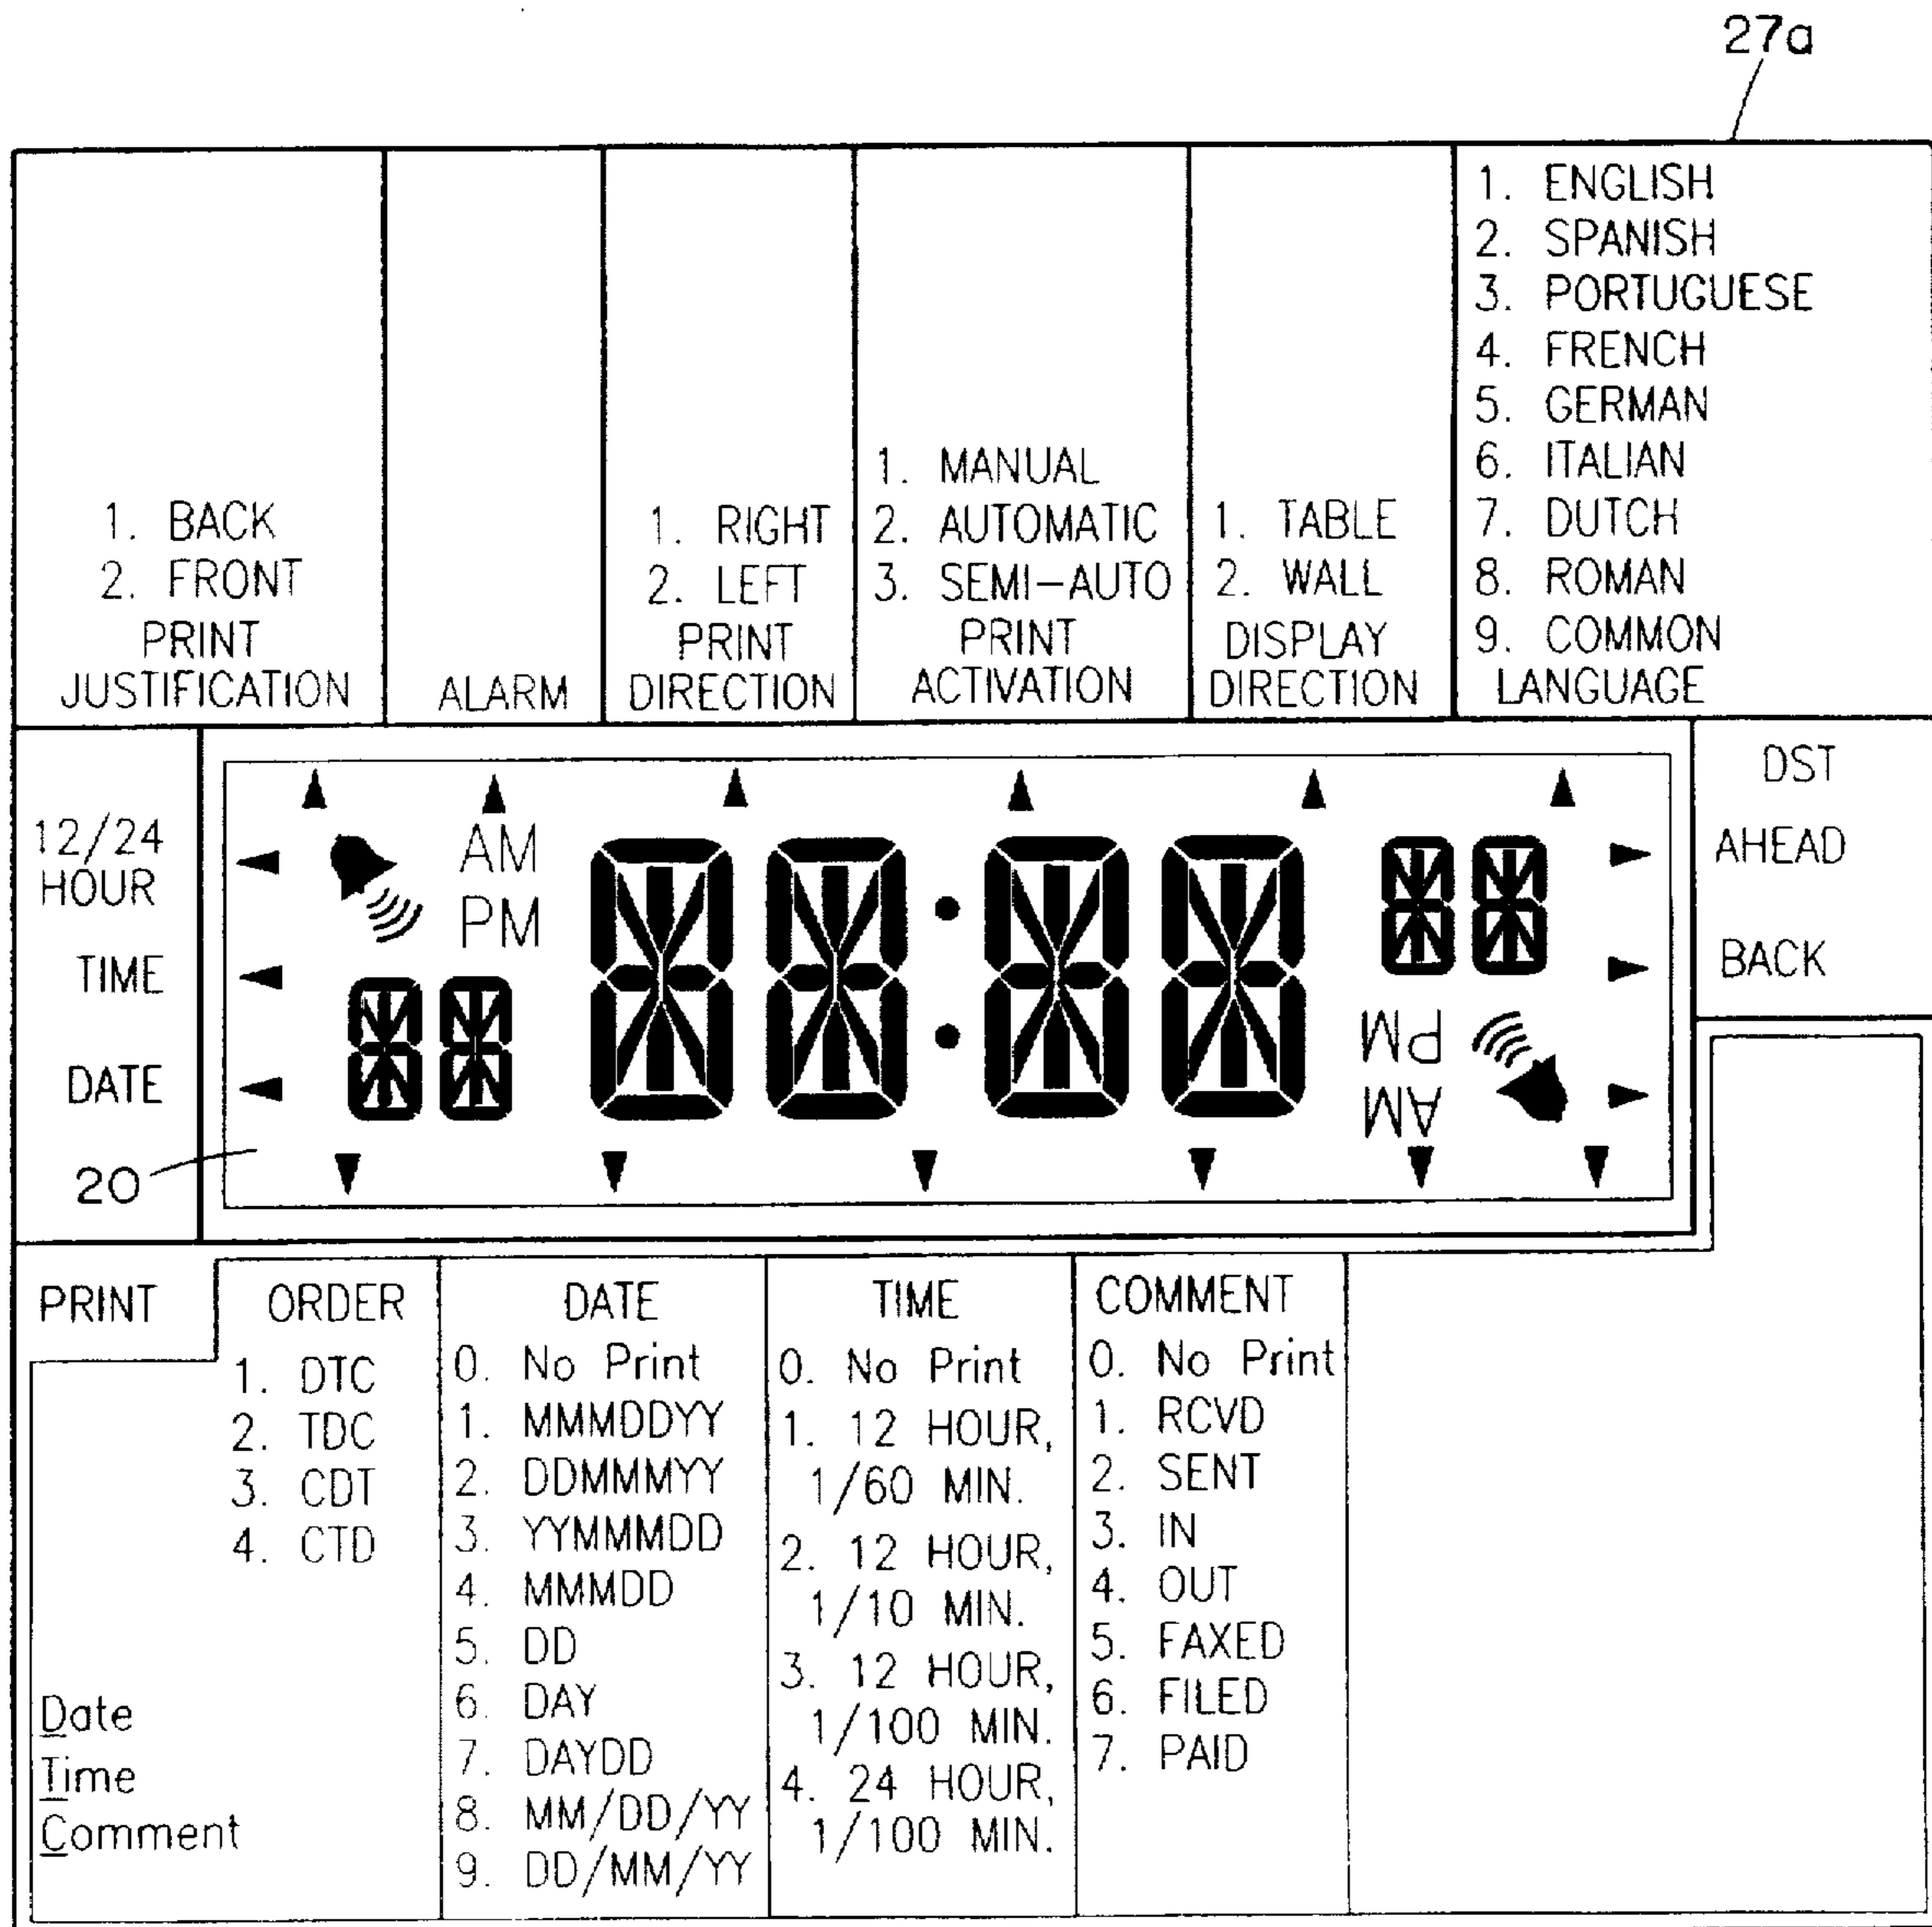 27a
1. BACK
2. FRONT
PRINT
JUSTIFICATION
ALARM
1. RIGHT
2. LEFT
PRINT
DIRECTION
1. MANUAL
2. AUTOMATIC
3. SEMI-AUTO
PRINT
ACTIVATION
1. TABLE
2. WALL
DISPLAY
DIRECTION
1. ENGLISH
2. SPANISH
3. PORTUGUESE
4. FRENCH
5. GERMAN
6. ITALIAN
7. DUTCH
8. ROMAN
9. COMMON
LANGUAGE
12/24
HOUR
TIME
DATE
20
AM
PM
PM
AM
DST
AHEAD
BACK
PRINT
Date
Time
Comment
ORDER
1. DTC
2. TDC
3. CDT
4. CTD
DATE
0. No Print
1. MMMDDYY
2. DDMMMYY
3. YYMMMDD
4. MMMDD
5. DD
6. DAY
7. DAYDD
8. MM/DD/YY
9. DD/MM/YY
TIME
0. No Print
1. 12 HOUR,
1/60 MIN.
2. 12 HOUR,
1/10 MIN.
3. 12 HOUR,
1/100 MIN.
4. 24 HOUR,
1/100 MIN.
COMMENT
0. No Print
1. RCVD
2. SENT
3. IN
4. OUT
5. FAXED
6. FILED
7. PAID